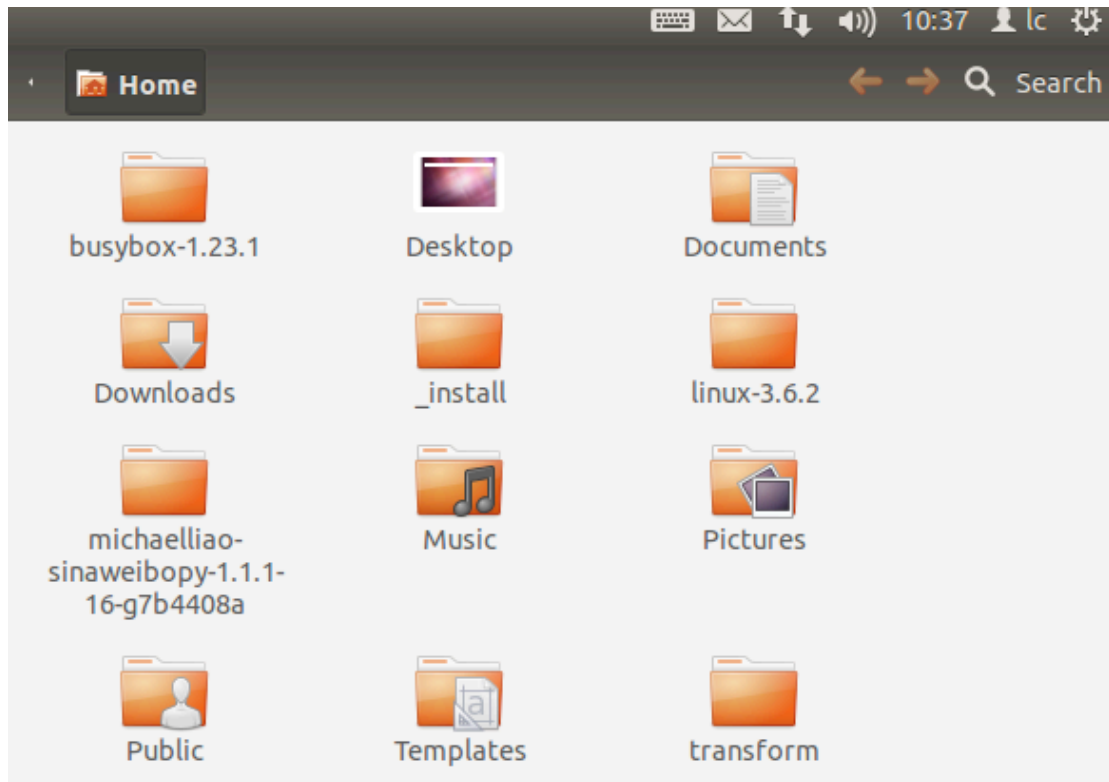 10:37 lc
Home
Search
busybox-1.23.1
Desktop
Documents
Downloads
_install
linux-3.6.2
michaelliao-
sinaweibopy-1.1.1-
16-g7b4408a
Music
Pictures
Public
Templates
transform